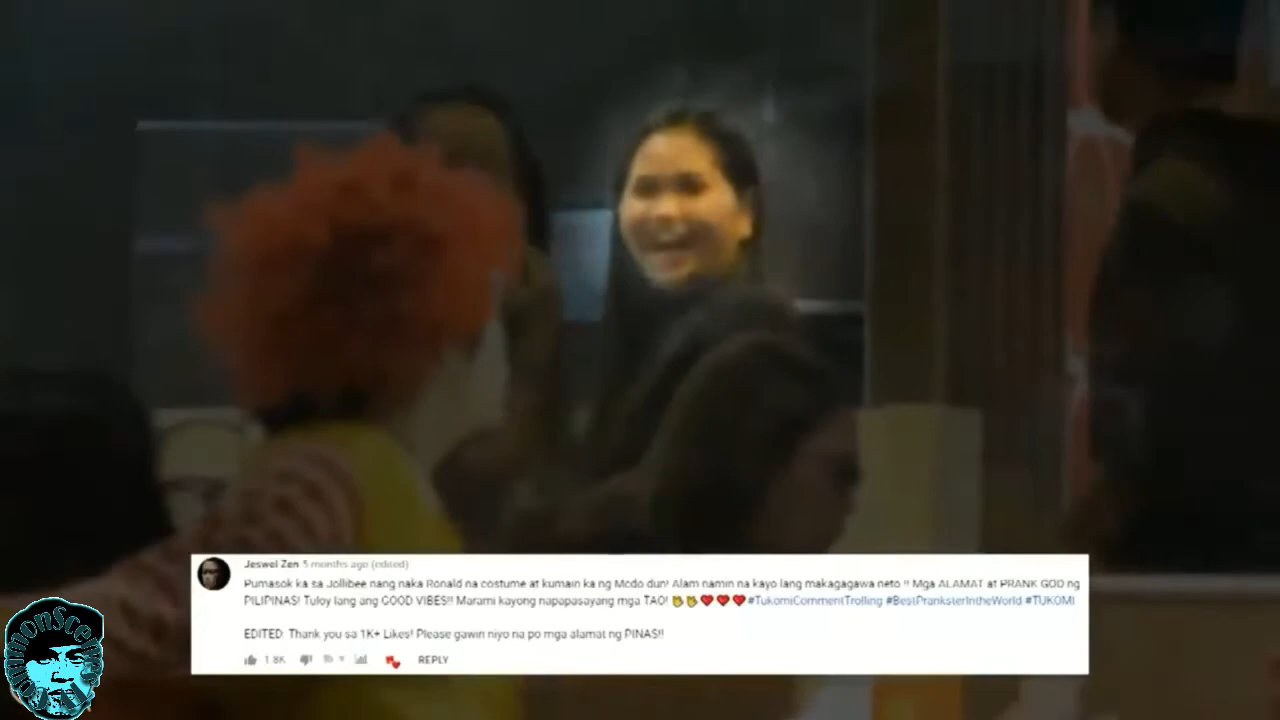 Jeswel Zen 5 months ago (edited)
Pumasok ka sa Jollibee nang naka Ronald na costume at kumain ka ng Mcdo dun! Alam namin na kayo lang makagagawa neto !! Mga ALAMAT at PRANK GOD ng
PILIPINAS! Tuloy lang ang GOOD VIBES!! Marami kayong napapasayang mga TAO! #TukomiCommentTrolling #BestPranksterIntheWorld #TUKOMI
EDITED: Thank you sa 1K+ Likes! Please gawin niyo na po mga alamat ng PINAS!!
1.8K REPLY